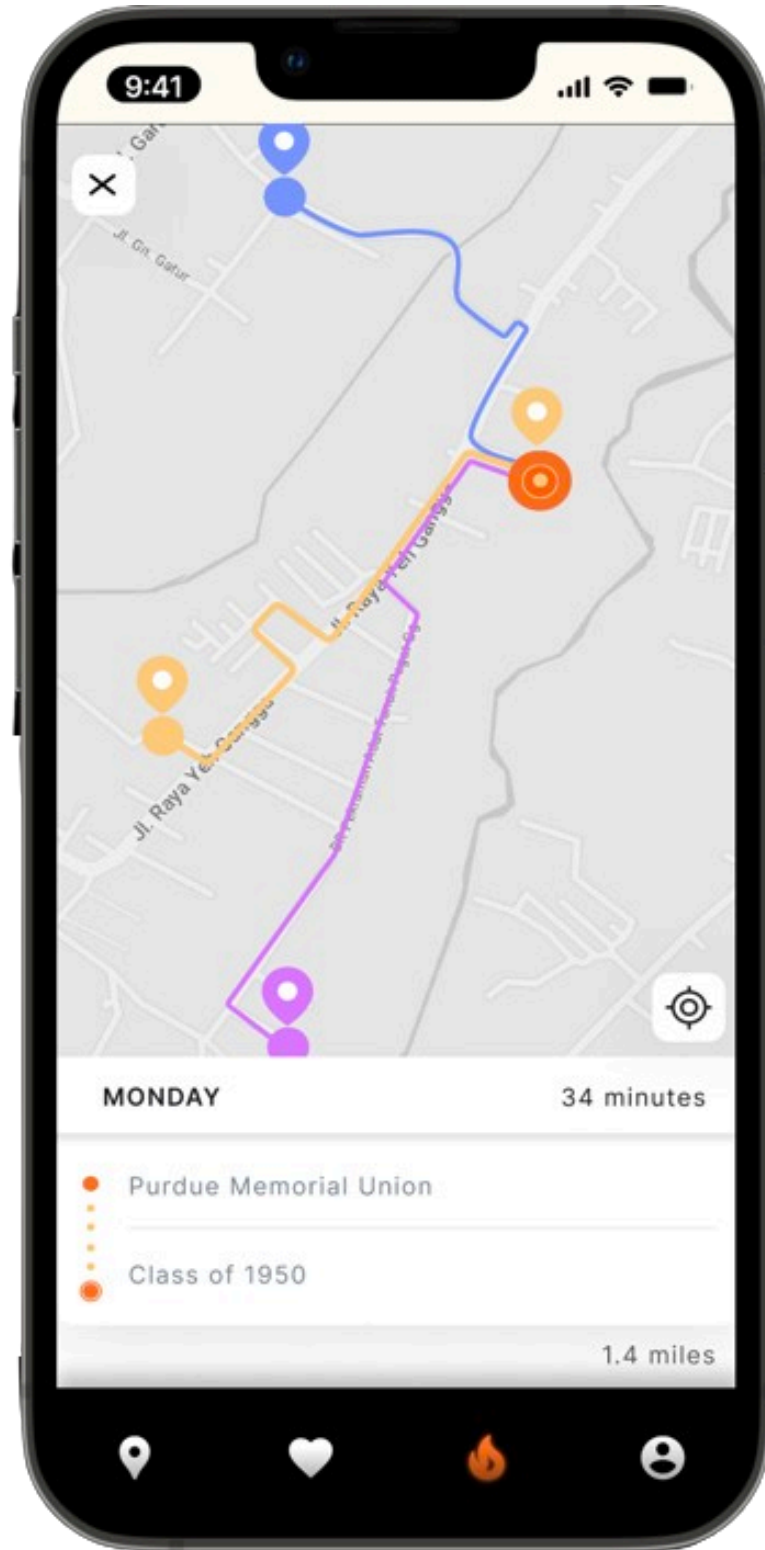 9:41
Jl. Gn. Gatur
Jl. Raya Yeh Gangga
Jl. Raya Yeh Gangga
MONDAY
34 minutes
Purdue Memorial Union
Class of 1950
1.4 miles